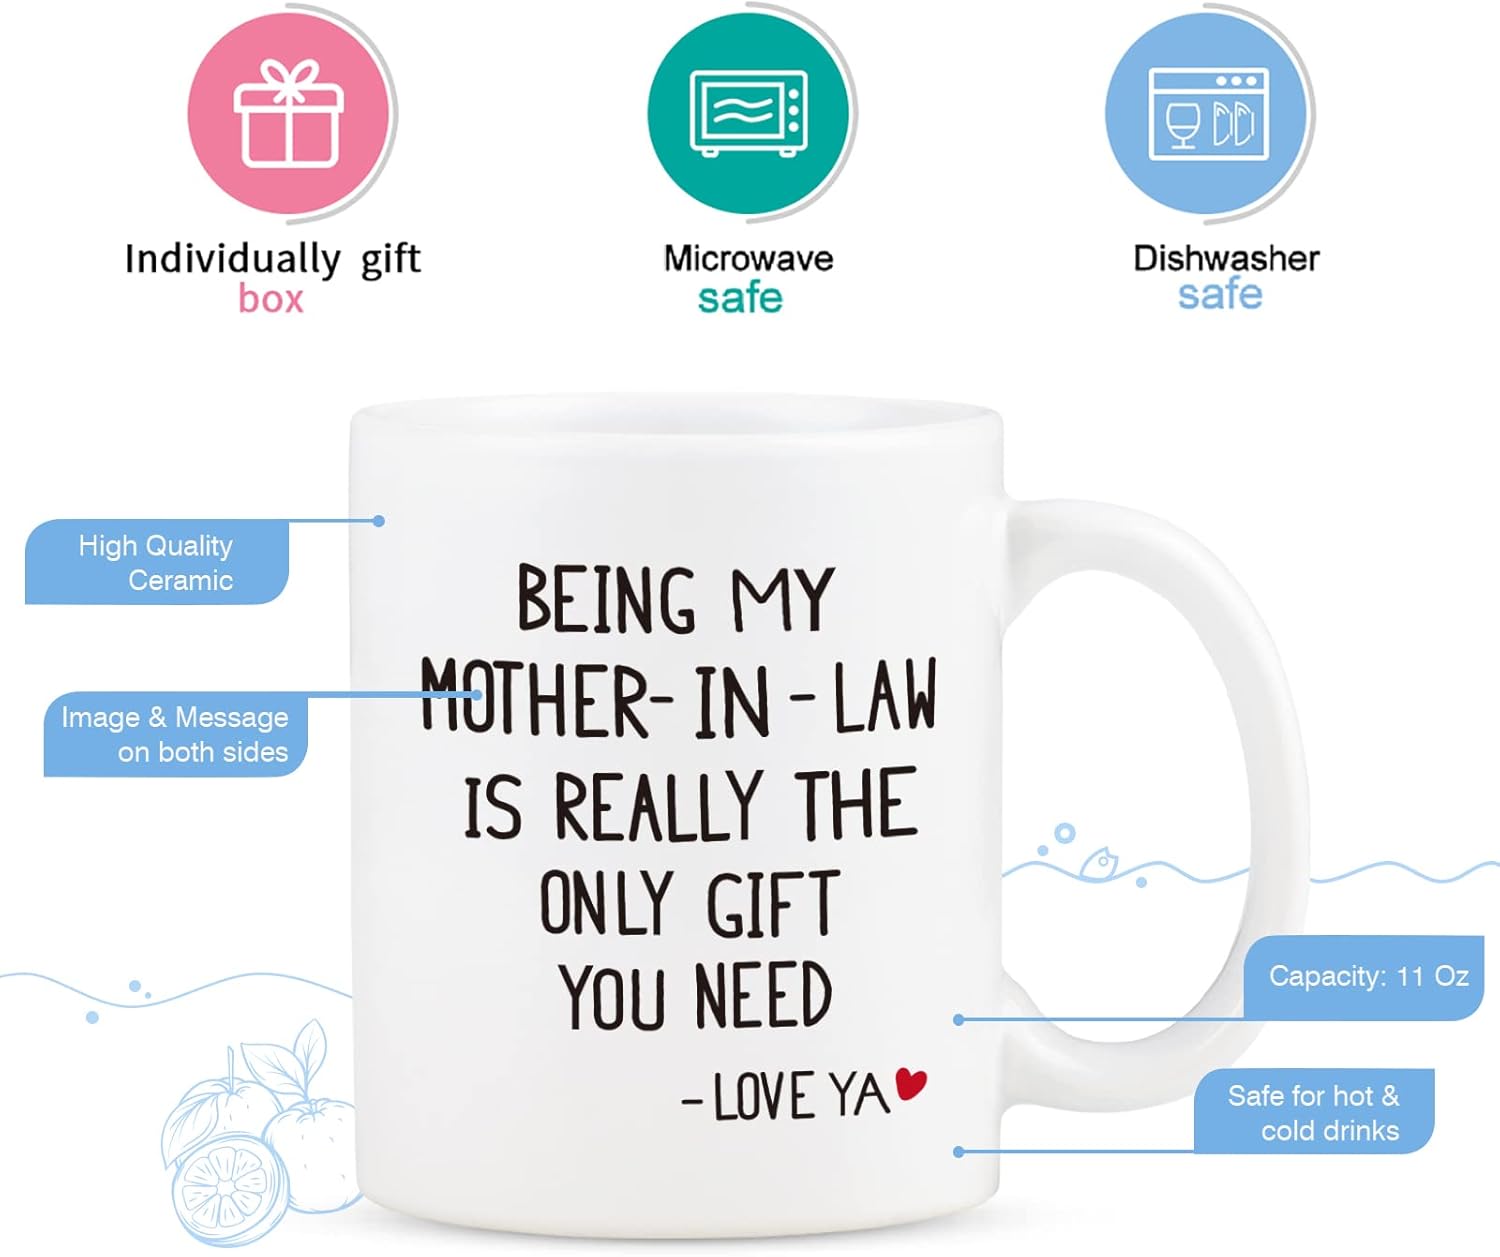 Individually gift
box
Microwave
safe
Dishwasher
safe
High Quality
Ceramic
Image & Message
on both sides
BEING MY
MOTHER-IN-LAW
IS REALLY THE
ONLY GIFT
YOU NEED
-LOVE YA
Capacity: 11 Oz
Safe for hot &
cold drinks